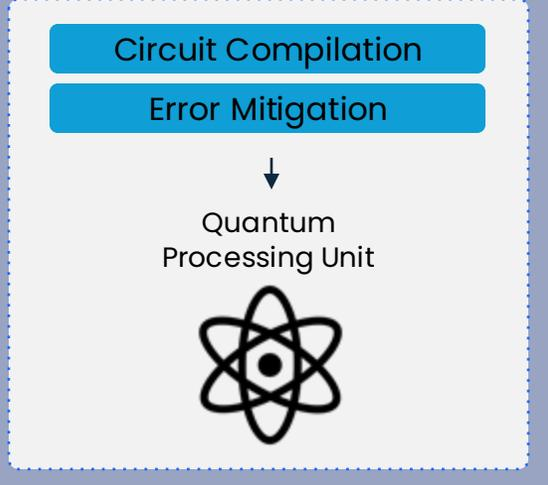 Circuit Compilation
Error Mitigation
Quantum
Processing Unit